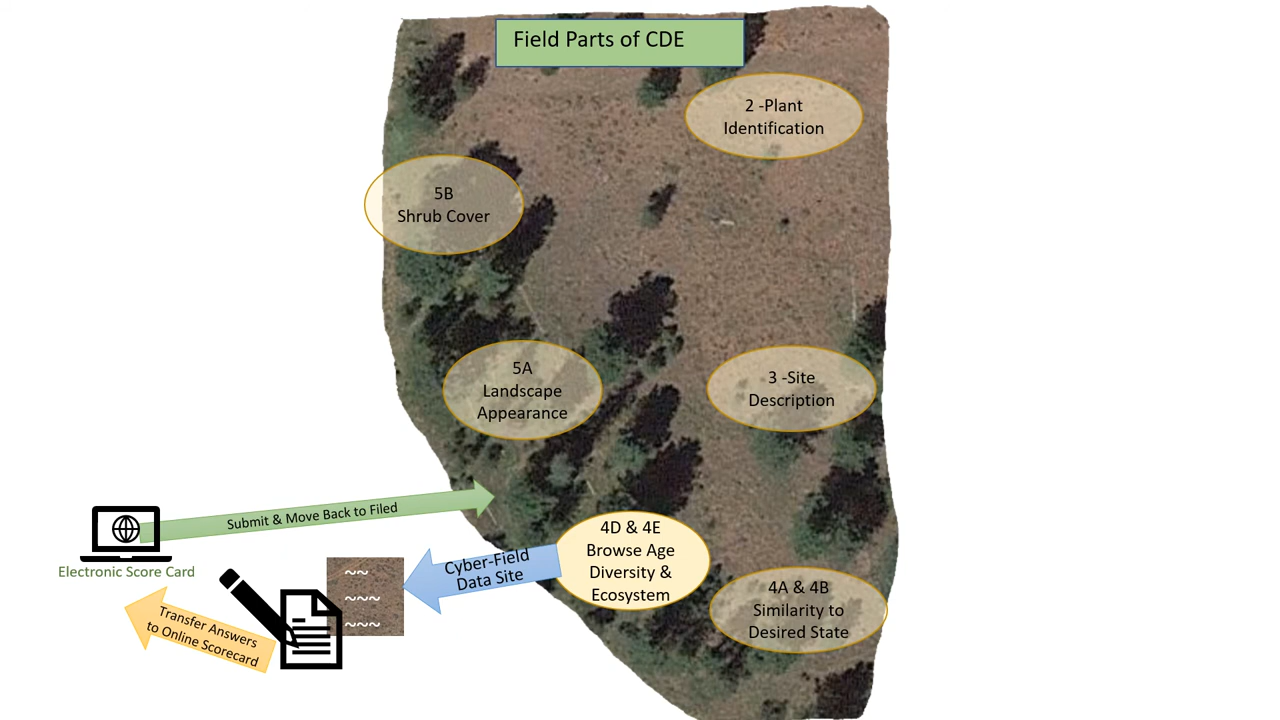 Field Parts of CDE
2 -Plant
Identification
5B
Shrub Cover
5A
Landscape
Appearance
3 -Site
Description
Submit & Move Back to Filed
4D & 4E
Browse Age
Diversity &
Ecosystem
Cyber-Field
Data Site
Electronic Score Card
4A & 4B
Similarity to
Desired State
Transfer Answers
to Online Scorecard